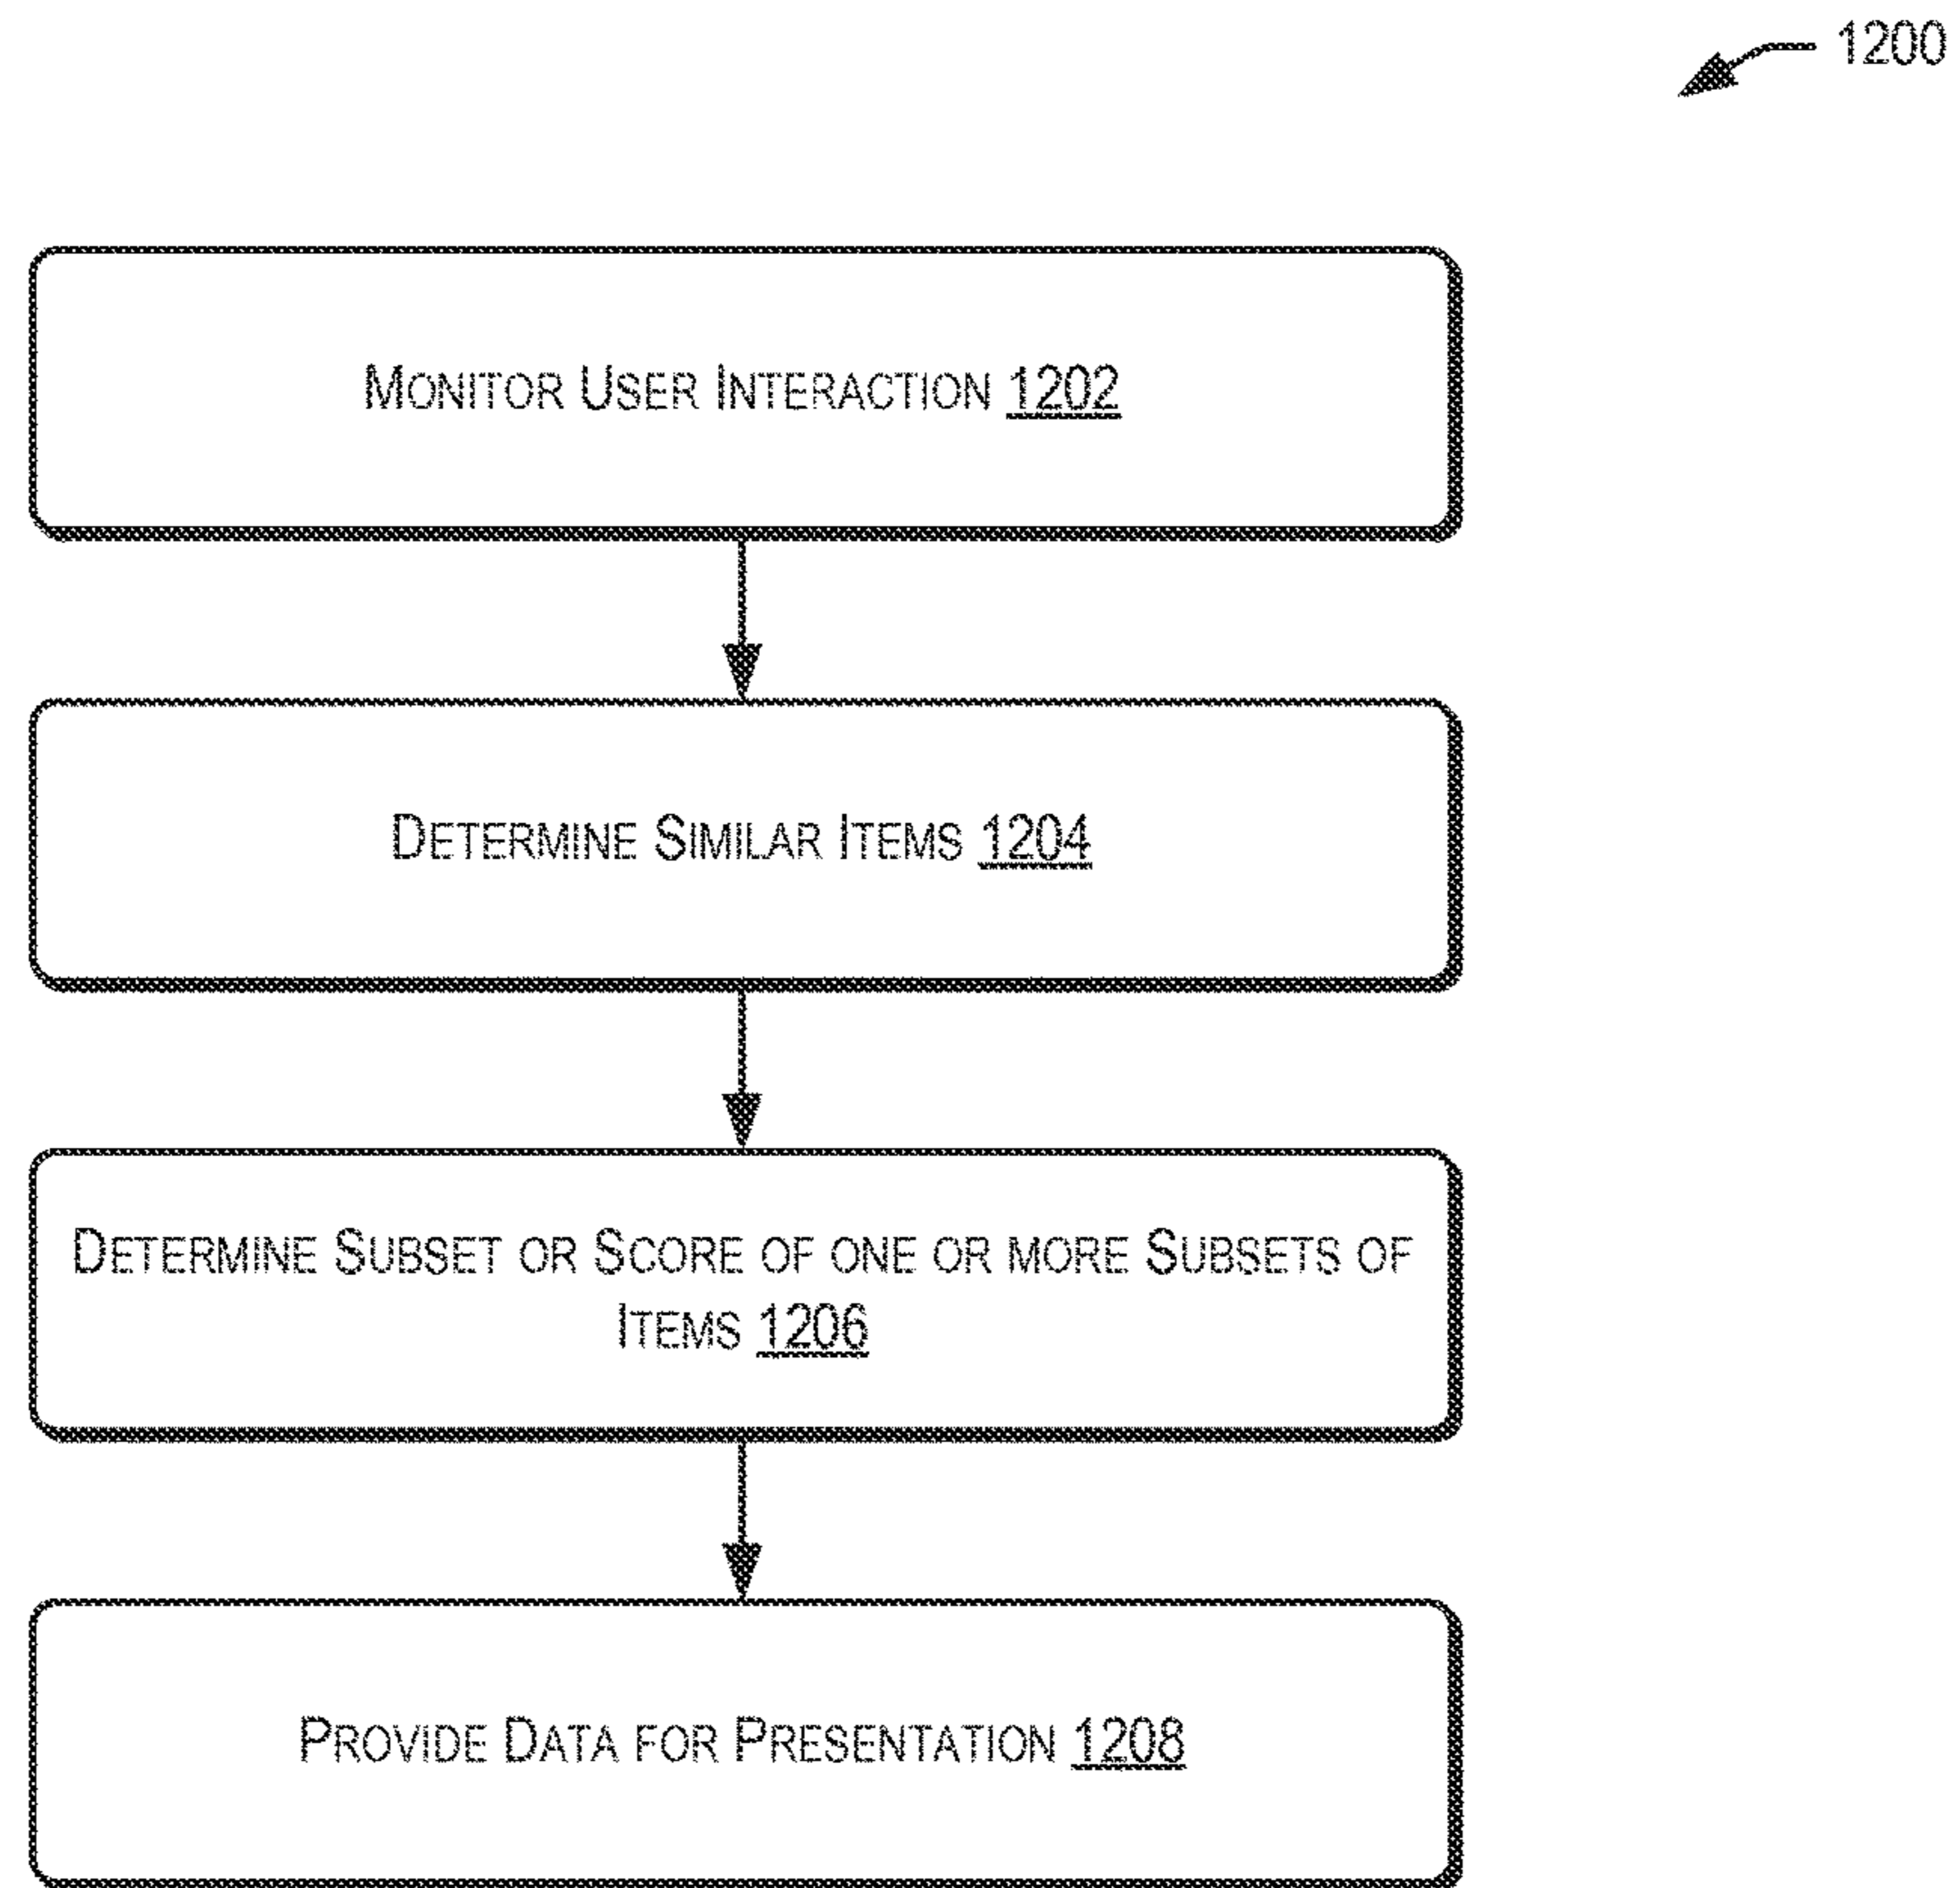 1200
MONITOR USER INTERACTION 1202
DETERMINE SIMILAR ITEMS 1204
DETERMINE SUBSET OR SCORE OF ONE OR MORE SUBSETS OF
ITEMS 1206
PROVIDE DATA FOR PRESENTATION 1208